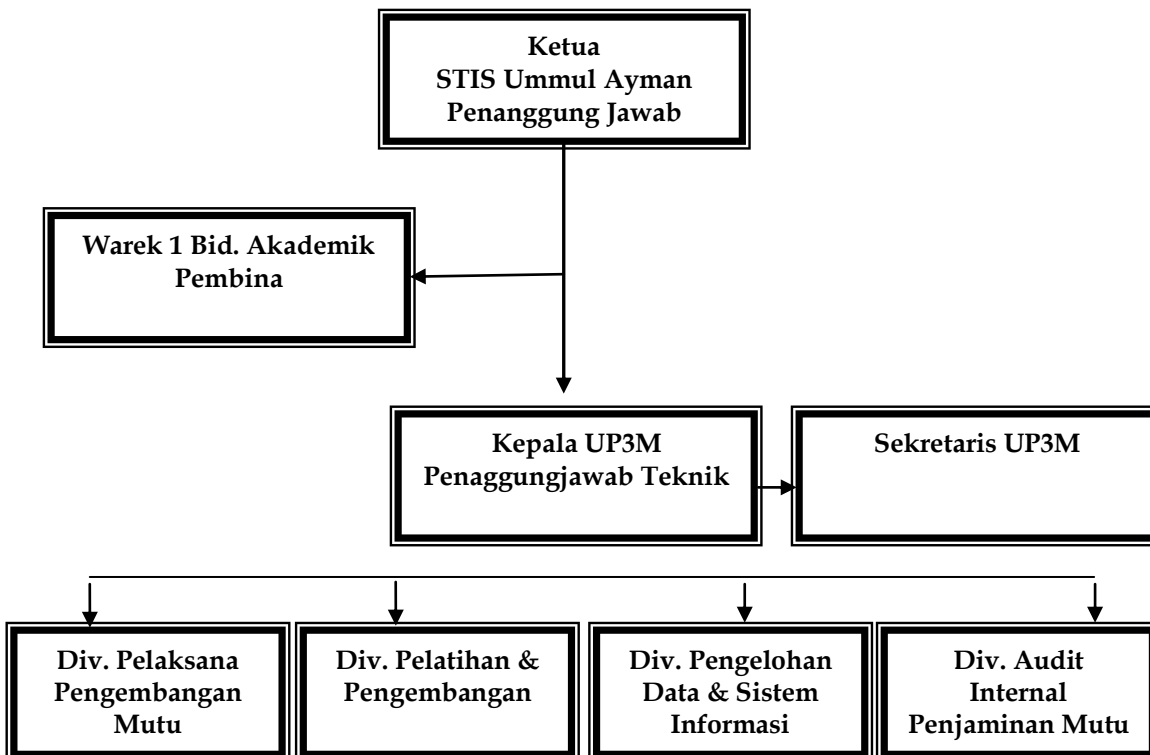 Ketua
STIS Ummul Ayman
Penanggung Jawab
Warek 1 Bid. Akademik
Pembina
Kepala UP3M
Penaggungjawab Teknik
Sekretaris UP3M
Div. Pelaksana
Pengembangan
Mutu
Div. Pelatihan &
Pengembangan
Div. Pengelohan
Data & Sistem
Informasi
Div. Audit
Internal
Penjaminan Mutu